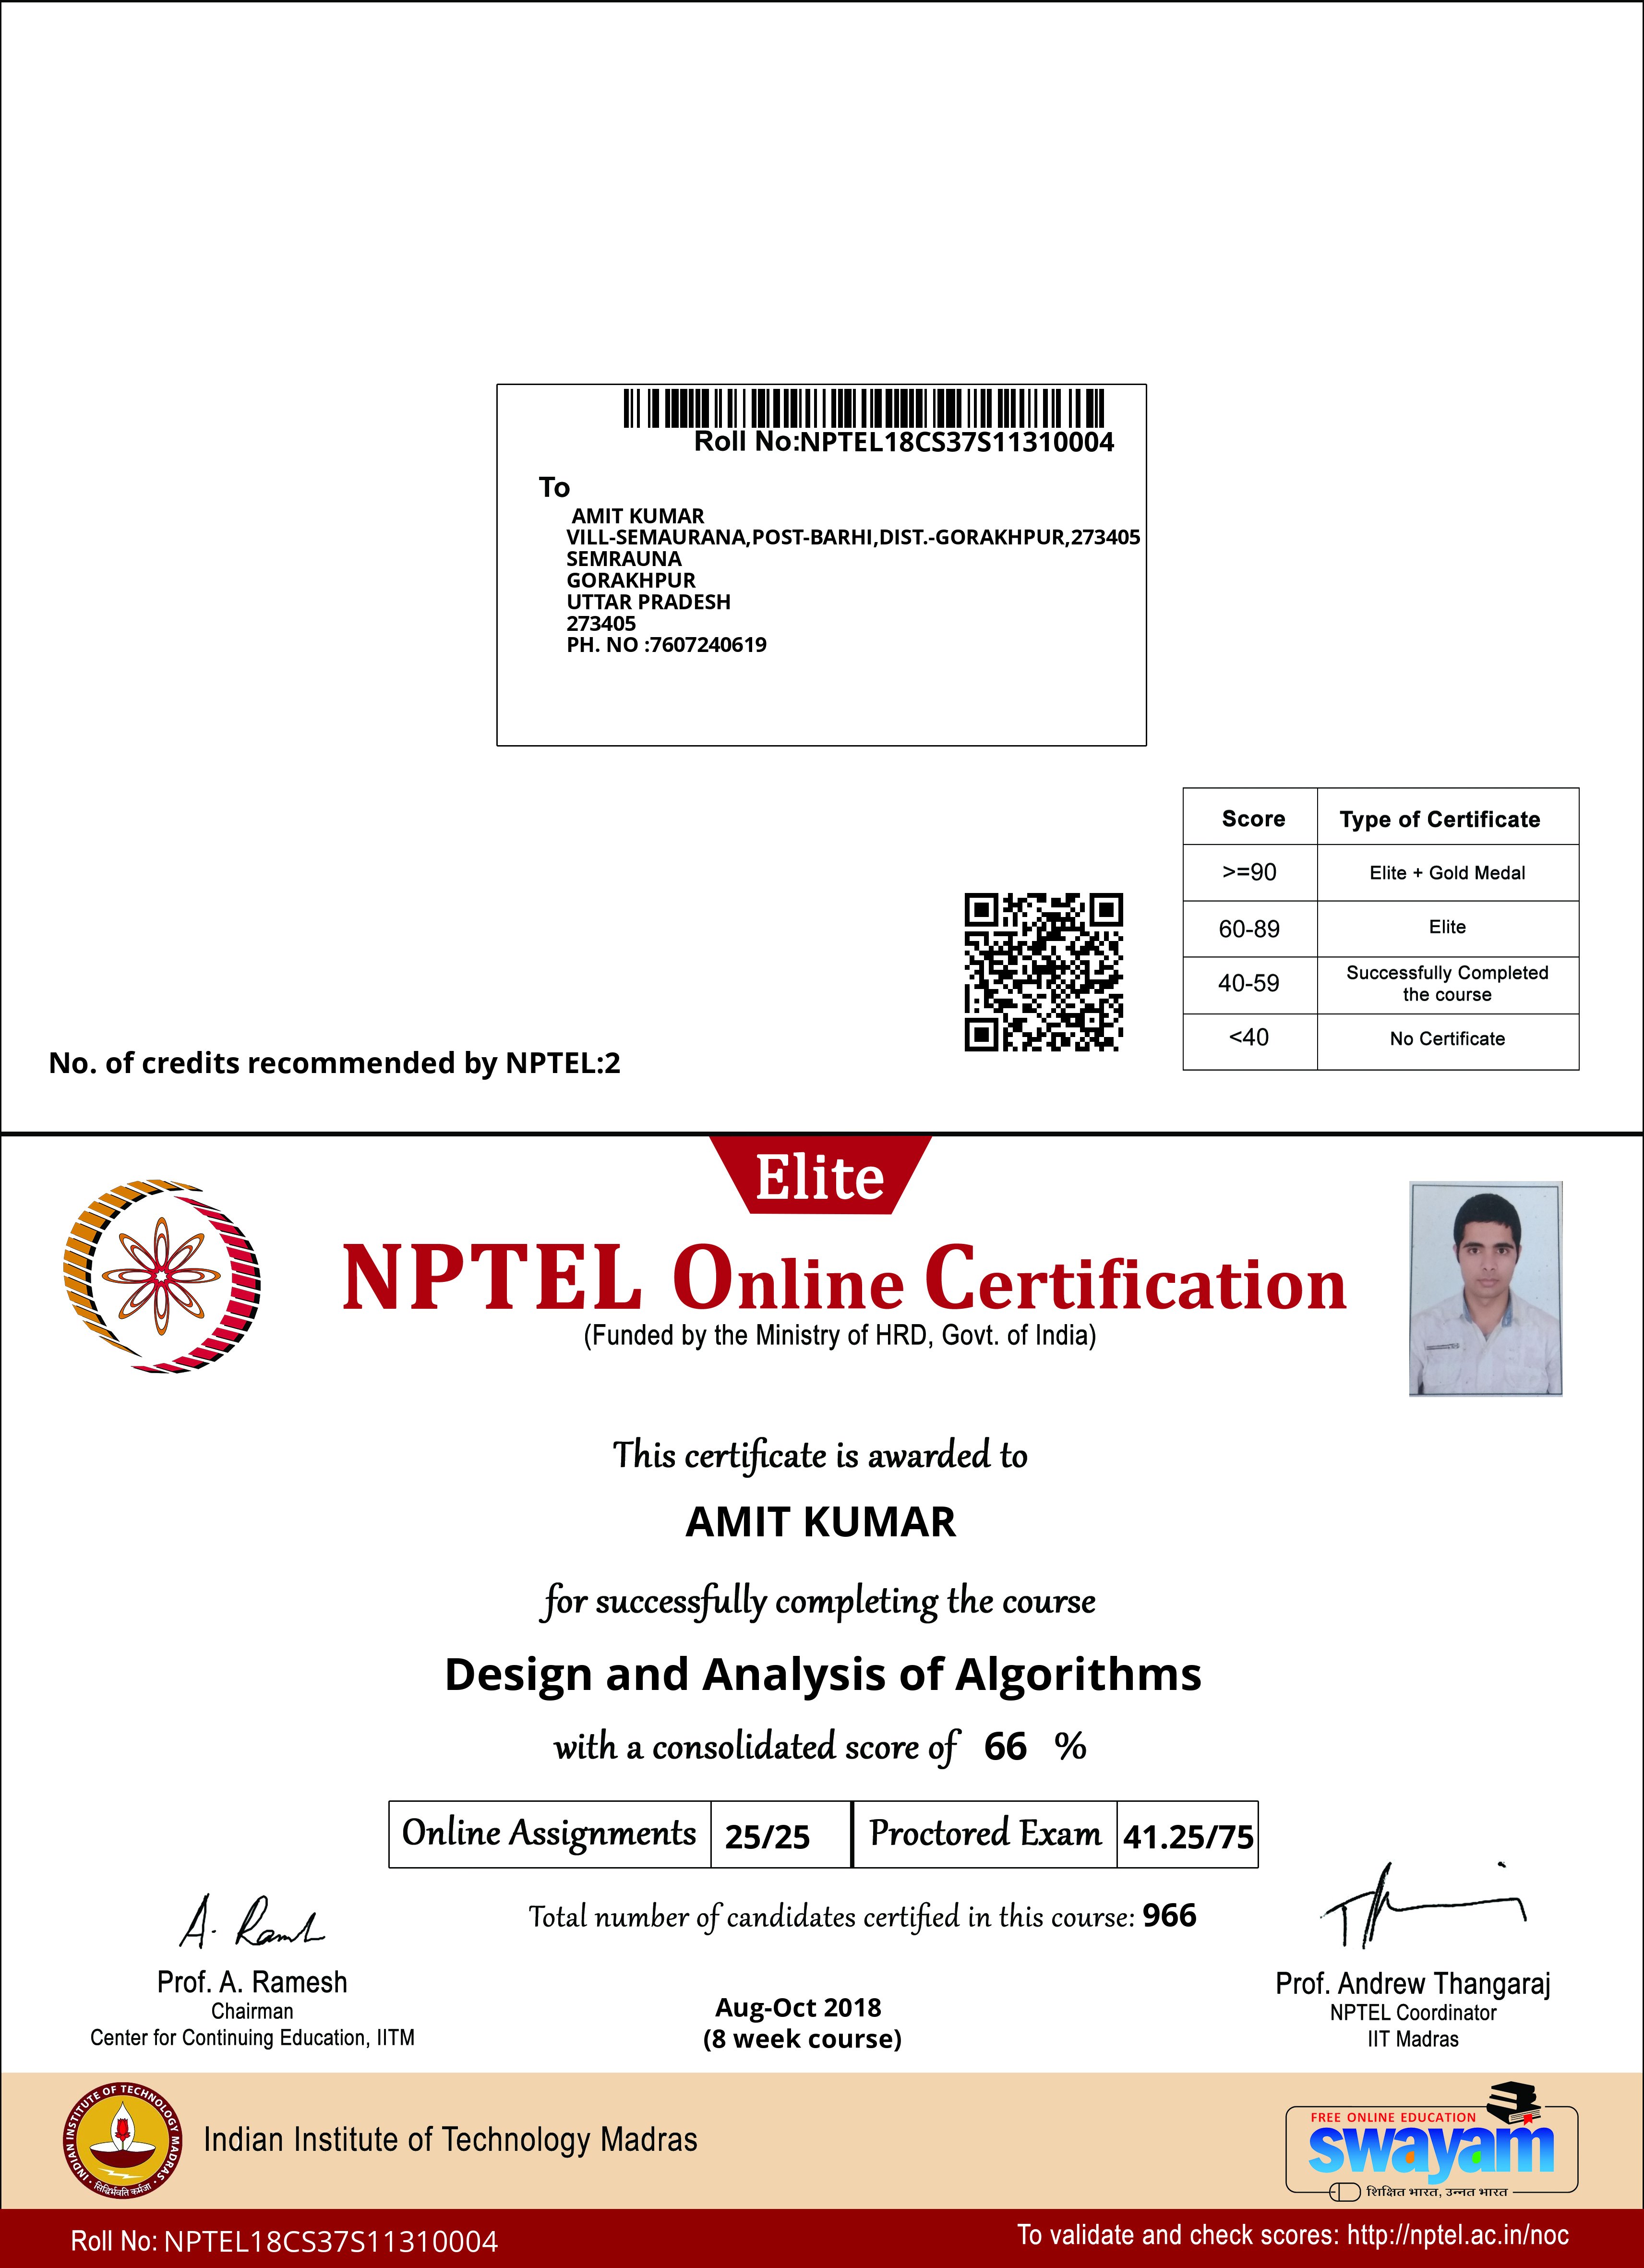 Roll No:NPTEL18CS37S11310004
To
AMIT KUMAR
VILL-SEMAURANA,POST-BARHI,DIST.-GORAKHPUR,273405
SEMRAUNA
GORAKHPUR
UTTAR PRADESH
273405
PH. NO :7607240619
Score Type of Certificate
>=90 Elite + Gold Medal
60-89 Elite
40-59 Successfully Completed
the course
<40 No Certificate
No. of credits recommended by NPTEL:2
Elite
NPTEL Online Certification
(Funded by the Ministry of HRD, Govt. of India)
This certificate is awarded to
AMIT KUMAR
for successfully completing the course
Design and Analysis of Algorithms
with a consolidated score of 66 %
Online Assignments 25/25 Proctored Exam 41.25/75
Total number of candidates certified in this course: 966
A. Ramesh
Prof. A. Ramesh
Chairman
Center for Continuing Education, IITM
Aug-Oct 2018
(8 week course)
Prof. Andrew Thangaraj
NPTEL Coordinator
IIT Madras
INDIAN INSTITUTE OF TECHNOLOGY MADRAS
सिद्धिर्भवति कर्मजा
Indian Institute of Technology Madras
FREE ONLINE EDUCATION
swayam
शिक्षित भारत, उन्नत भारत
Roll No: NPTEL18CS37S11310004
To validate and check scores: http://nptel.ac.in/noc